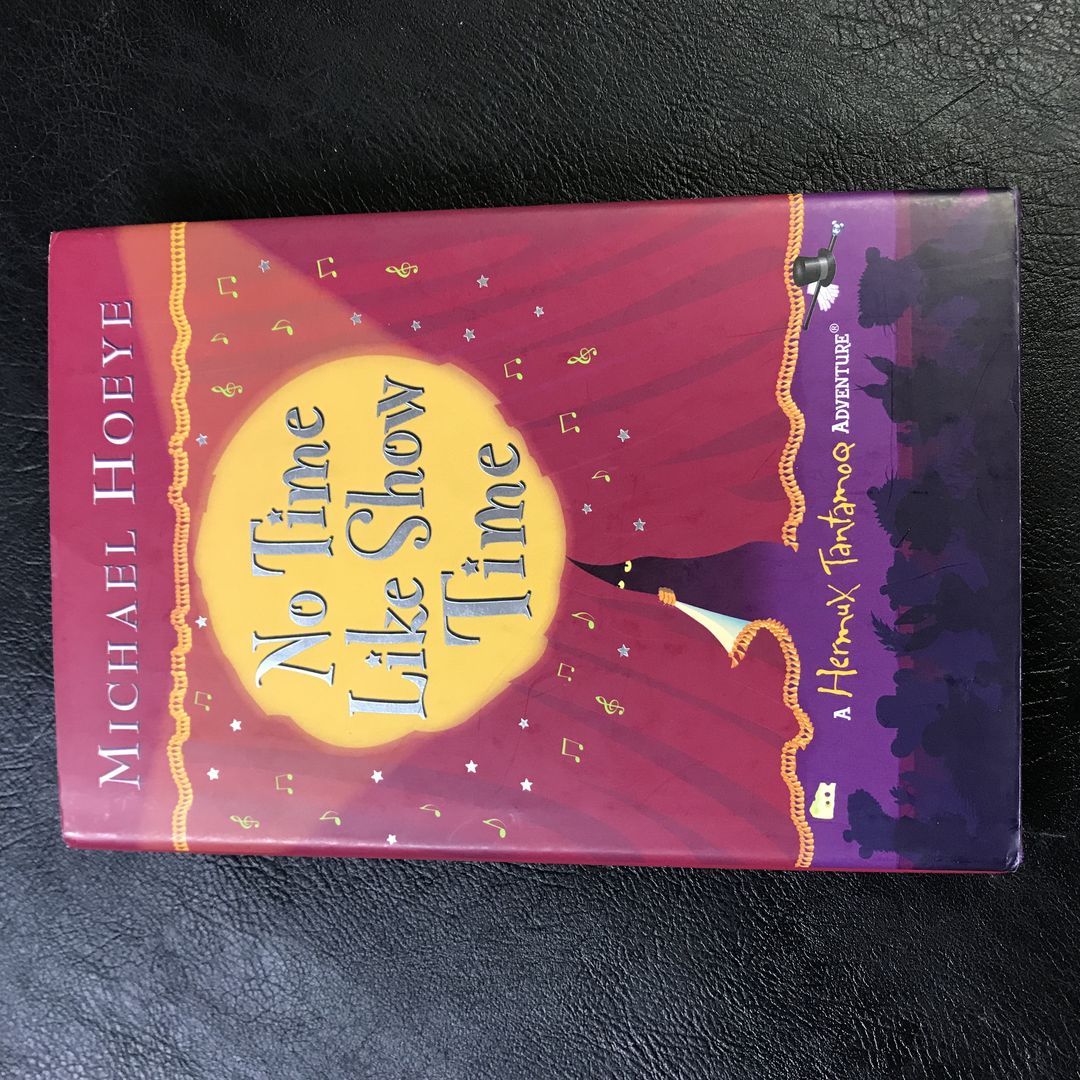 MICHAEL HOEYE
No Time
Like Show
Time
A Hermux Tantamoq ADVENTURE®